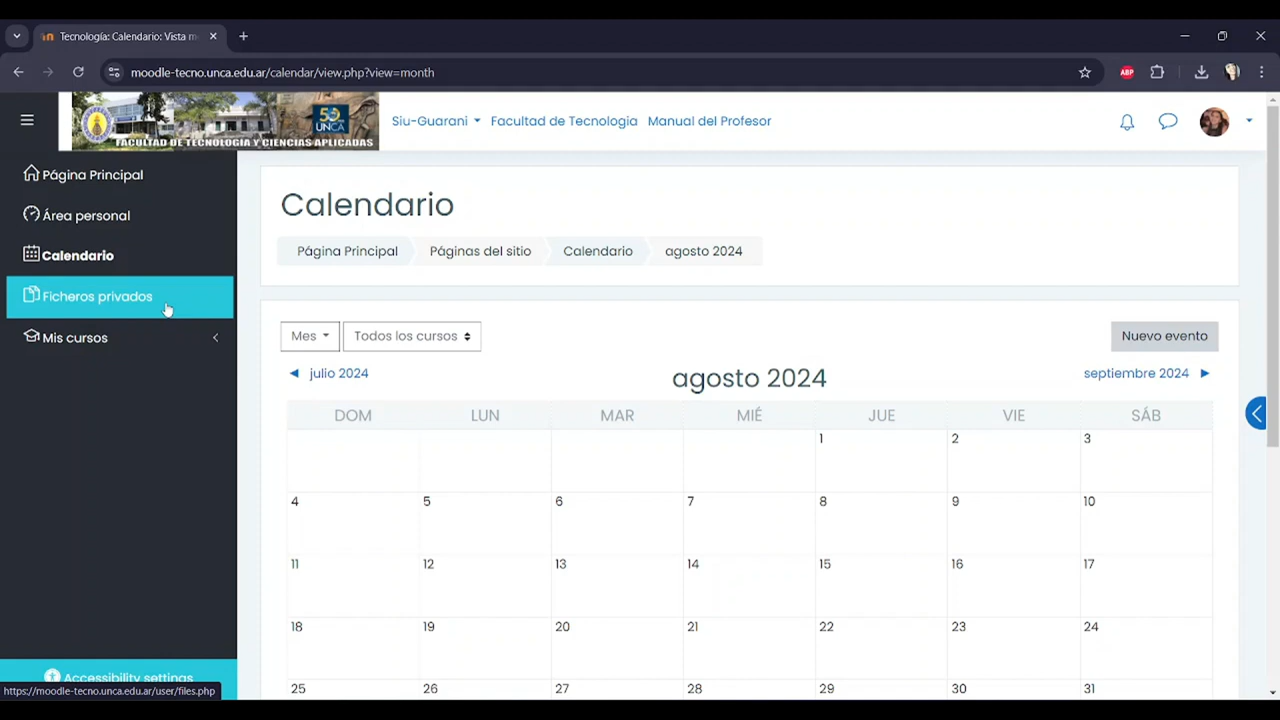 Tecnología: Calendario: Vista m
moodle-tecno.unca.edu.ar/calendar/view.php?view=month
ABP
50 UNCA
FACULTAD DE TECNOLOGIA Y CIENCIAS APLICADAS
Siu-Guarani
Facultad de Tecnologia
Manual del Profesor
Página Principal
Área personal
Calendario
Ficheros privados
Mis cursos
Accessibility settings
https://moodle-tecno.unca.edu.ar/user/files.php
Calendario
Página Principal
Páginas del sitio
Calendario
agosto 2024
Mes
Todos los cursos
Nuevo evento
◄ julio 2024
agosto 2024
septiembre 2024 ►
DOM LUN MAR MIÉ JUE VIE SÁB
1 2 3
4 5 6 7 8 9 10
11 12 13 14 15 16 17
18 19 20 21 22 23 24
25 26 27 28 29 30 31